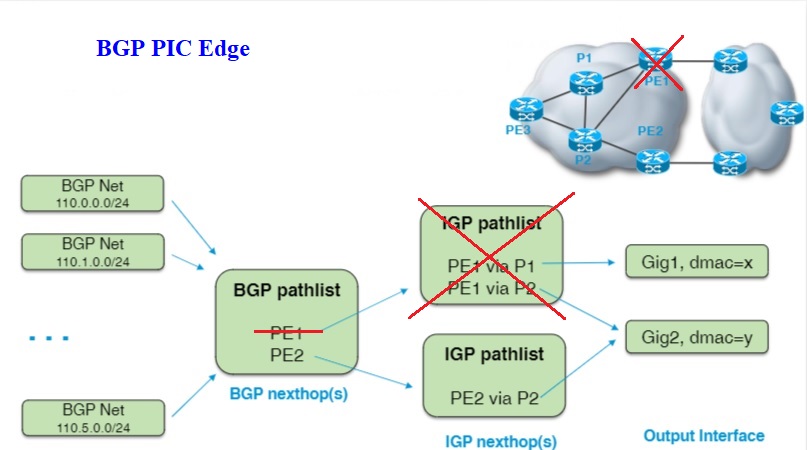 BGP PIC Edge
P1
PE1
PE3
PE2
P2
BGP Net
110.0.0.0/24
BGP Net
110.1.0.0/24
...
BGP Net
110.5.0.0/24
BGP pathlist
PE1
PE2
BGP nexthop(s)
IGP pathlist
PE1 via P1
PE1 via P2
IGP pathlist
PE2 via P2
IGP nexthop(s)
Gig1, dmac=x
Gig2, dmac=y
Output Interface